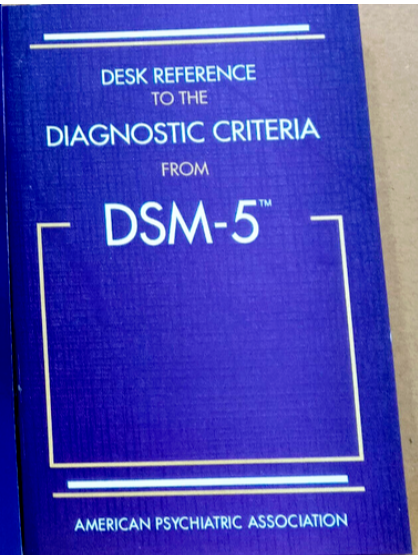 DESK REFERENCE
TO THE
DIAGNOSTIC CRITERIA
FROM
DSM-5™
AMERICAN PSYCHIATRIC ASSOCIATION